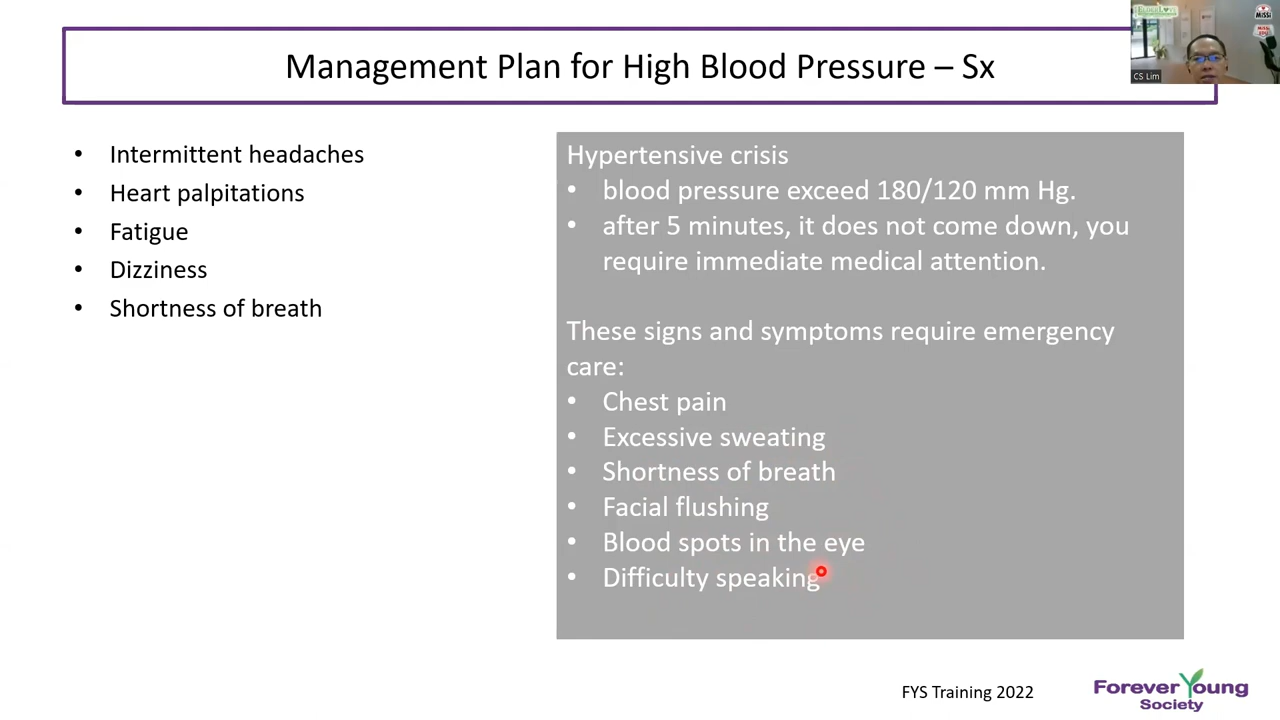 Management Plan for High Blood Pressure – Sx
CS Lim
MiSSi
• Intermittent headaches
• Heart palpitations
• Fatigue
• Dizziness
• Shortness of breath
Hypertensive crisis
• blood pressure exceed 180/120 mm Hg.
• after 5 minutes, it does not come down, you
require immediate medical attention.
These signs and symptoms require emergency
care:
• Chest pain
• Excessive sweating
• Shortness of breath
• Facial flushing
• Blood spots in the eye
• Difficulty speaking
FYS Training 2022
ForeverYoung
Society